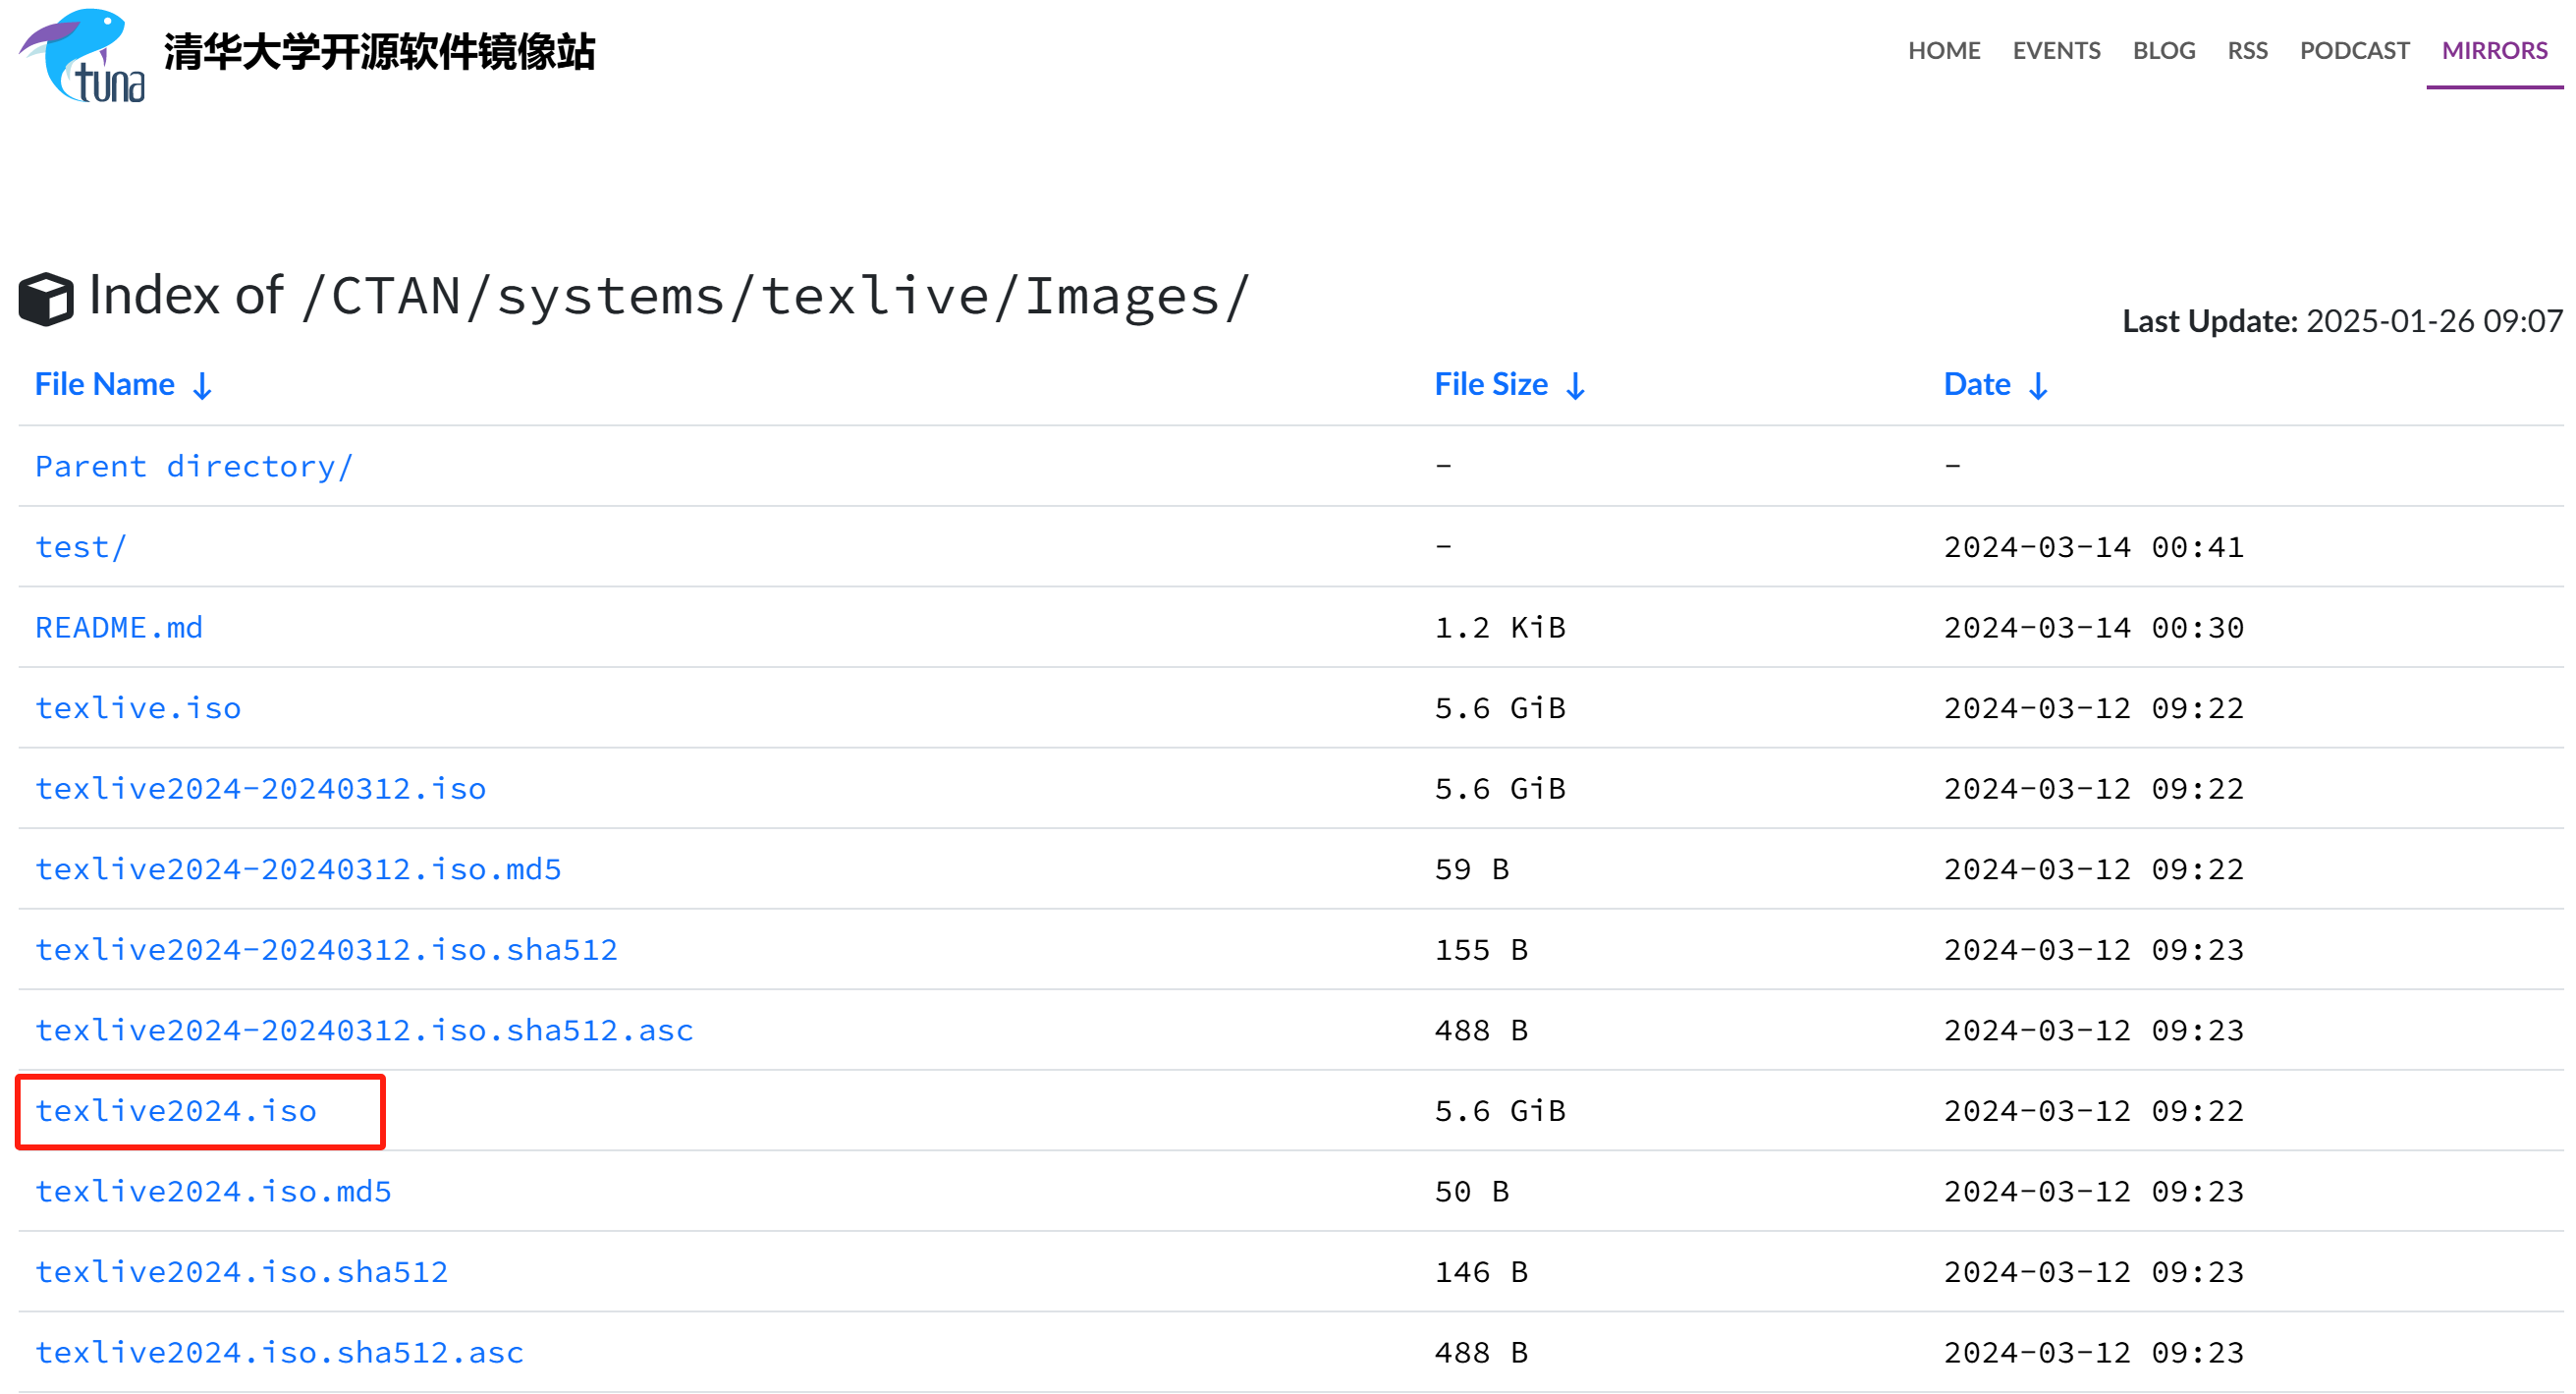 tuna
清华大学开源软件镜像站
HOME EVENTS BLOG RSS PODCAST MIRRORS
Index of /CTAN/systems/texlive/Images/
Last Update: 2025-01-26 09:07
File Name ↓ File Size ↓ Date ↓
Parent directory/ - -
test/ - 2024-03-14 00:41
README.md 1.2 KiB 2024-03-14 00:30
texlive.iso 5.6 GiB 2024-03-12 09:22
texlive2024-20240312.iso 5.6 GiB 2024-03-12 09:22
texlive2024-20240312.iso.md5 59 B 2024-03-12 09:22
texlive2024-20240312.iso.sha512 155 B 2024-03-12 09:23
texlive2024-20240312.iso.sha512.asc 488 B 2024-03-12 09:23
texlive2024.iso 5.6 GiB 2024-03-12 09:22
texlive2024.iso.md5 50 B 2024-03-12 09:23
texlive2024.iso.sha512 146 B 2024-03-12 09:23
texlive2024.iso.sha512.asc 488 B 2024-03-12 09:23